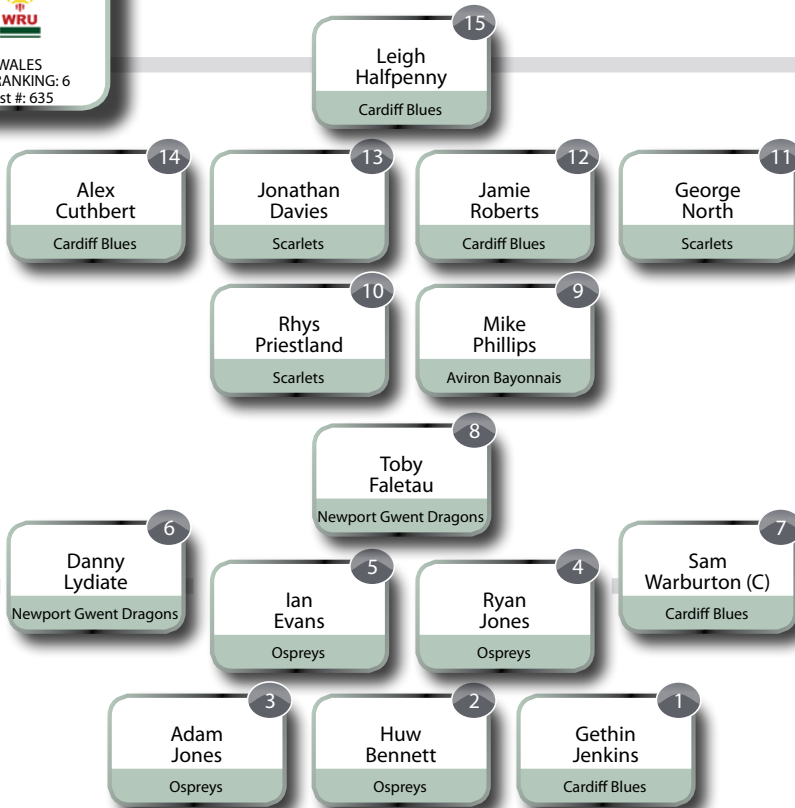 WRU
WALES
RANKING: 6
st #: 635
15
Leigh
Halfpenny
Cardiff Blues
14
Alex
Cuthbert
Cardiff Blues
13
Jonathan
Davies
Scarlets
12
Jamie
Roberts
Cardiff Blues
11
George
North
Scarlets
10
Rhys
Priestland
Scarlets
9
Mike
Phillips
Aviron Bayonnais
8
Toby
Faletau
Newport Gwent Dragons
6
Danny
Lydiate
Newport Gwent Dragons
5
Ian
Evans
Ospreys
4
Ryan
Jones
Ospreys
7
Sam
Warburton (C)
Cardiff Blues
3
Adam
Jones
Ospreys
2
Huw
Bennett
Ospreys
1
Gethin
Jenkins
Cardiff Blues